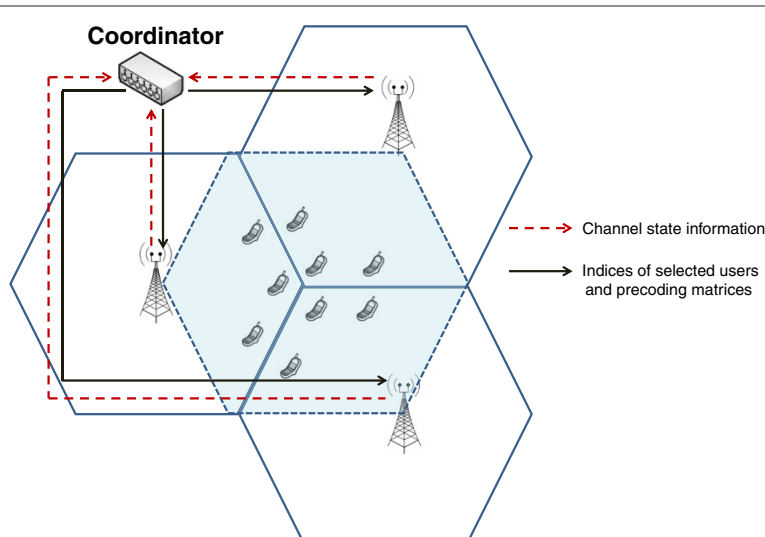 Coordinator
Channel state information
Indices of selected users
and precoding matrices